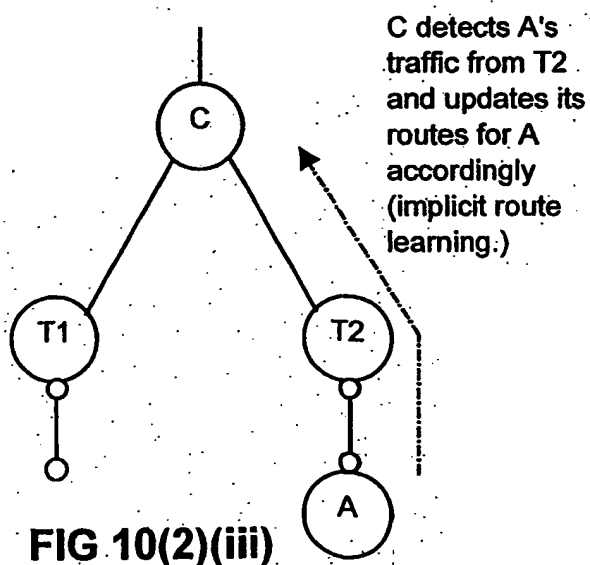 C detects A's
traffic from T2
and updates its
routes for A
accordingly
(implicit route
learning.)
C
T1
T2
A
FIG 10(2)(iii)